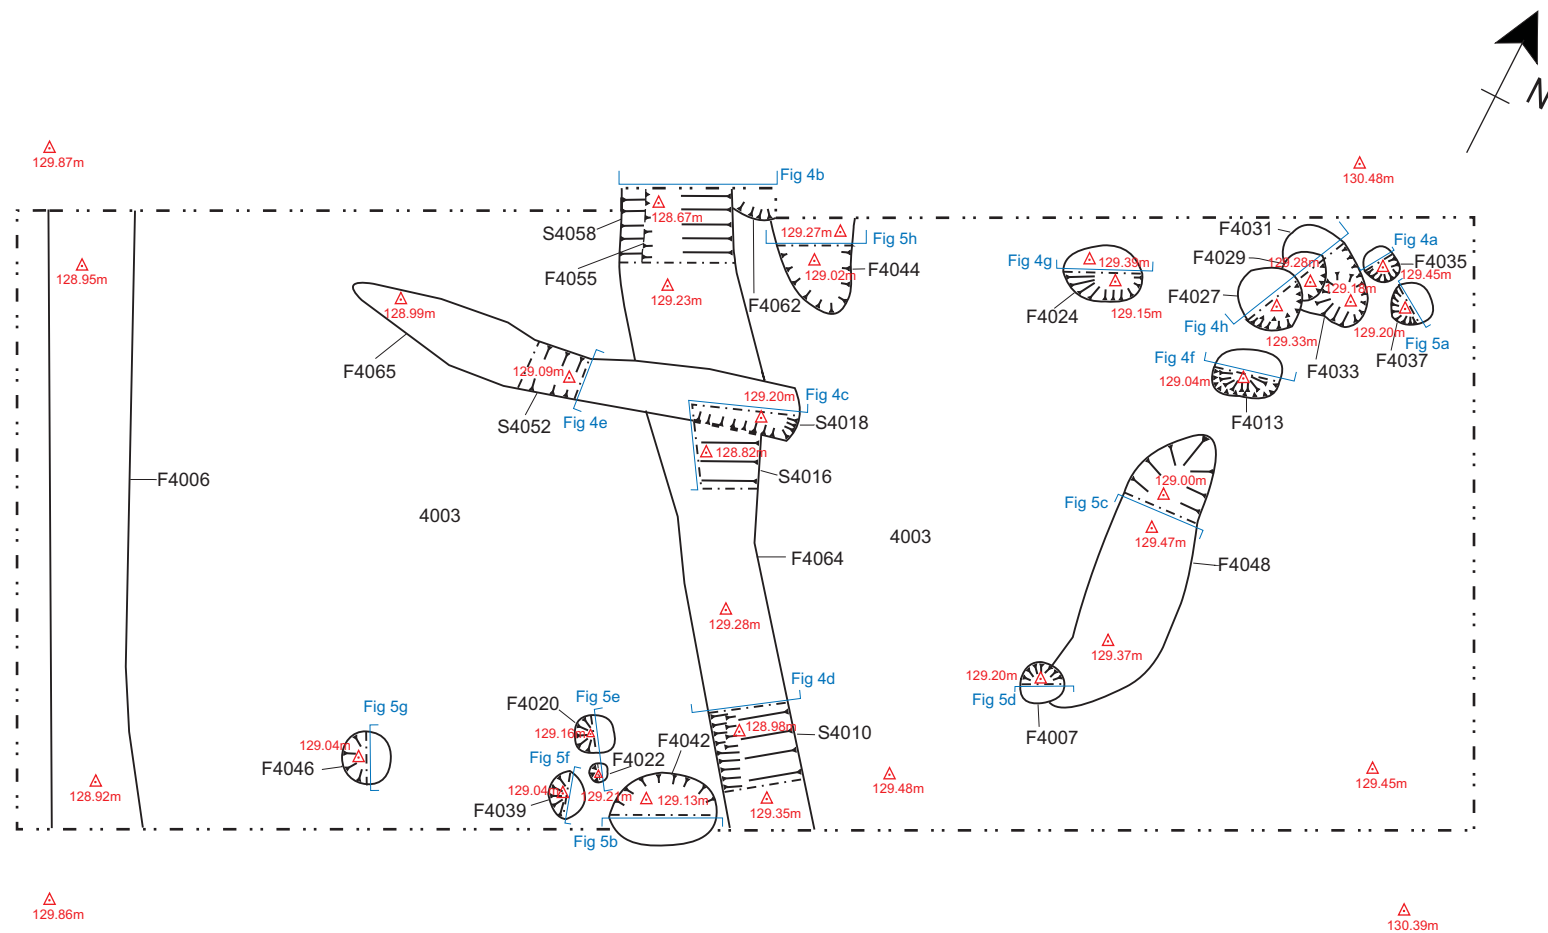 N
129.87m
130.48m
Fig 4b
128.67m
S4058
F4055
129.27m
Fig 5h
129.02m
F4044
F4062
129.23m
128.95m
F4031
F4029
129.28m
Fig 4a
F4035
129.45m
Fig 4g
129.39m
F4024
129.15m
F4027
129.18m
Fig 4h
129.33m
129.20m
Fig 5a
F4037
F4033
Fig 4f
129.04m
F4013
128.99m
F4065
129.09m
S4052
Fig 4e
129.20m
Fig 4c
S4018
128.82m
S4016
F4006
4003
4003
F4064
Fig 5c
129.00m
129.47m
F4048
129.28m
129.37m
129.20m
Fig 5d
F4007
Fig 4d
128.98m
S4010
Fig 5g
129.04m
F4046
F4020
Fig 5e
129.16m
F4042
Fig 5f
F4022
129.04m
129.21m
129.13m
F4039
Fig 5b
129.35m
128.92m
129.48m
129.45m
129.86m
130.39m